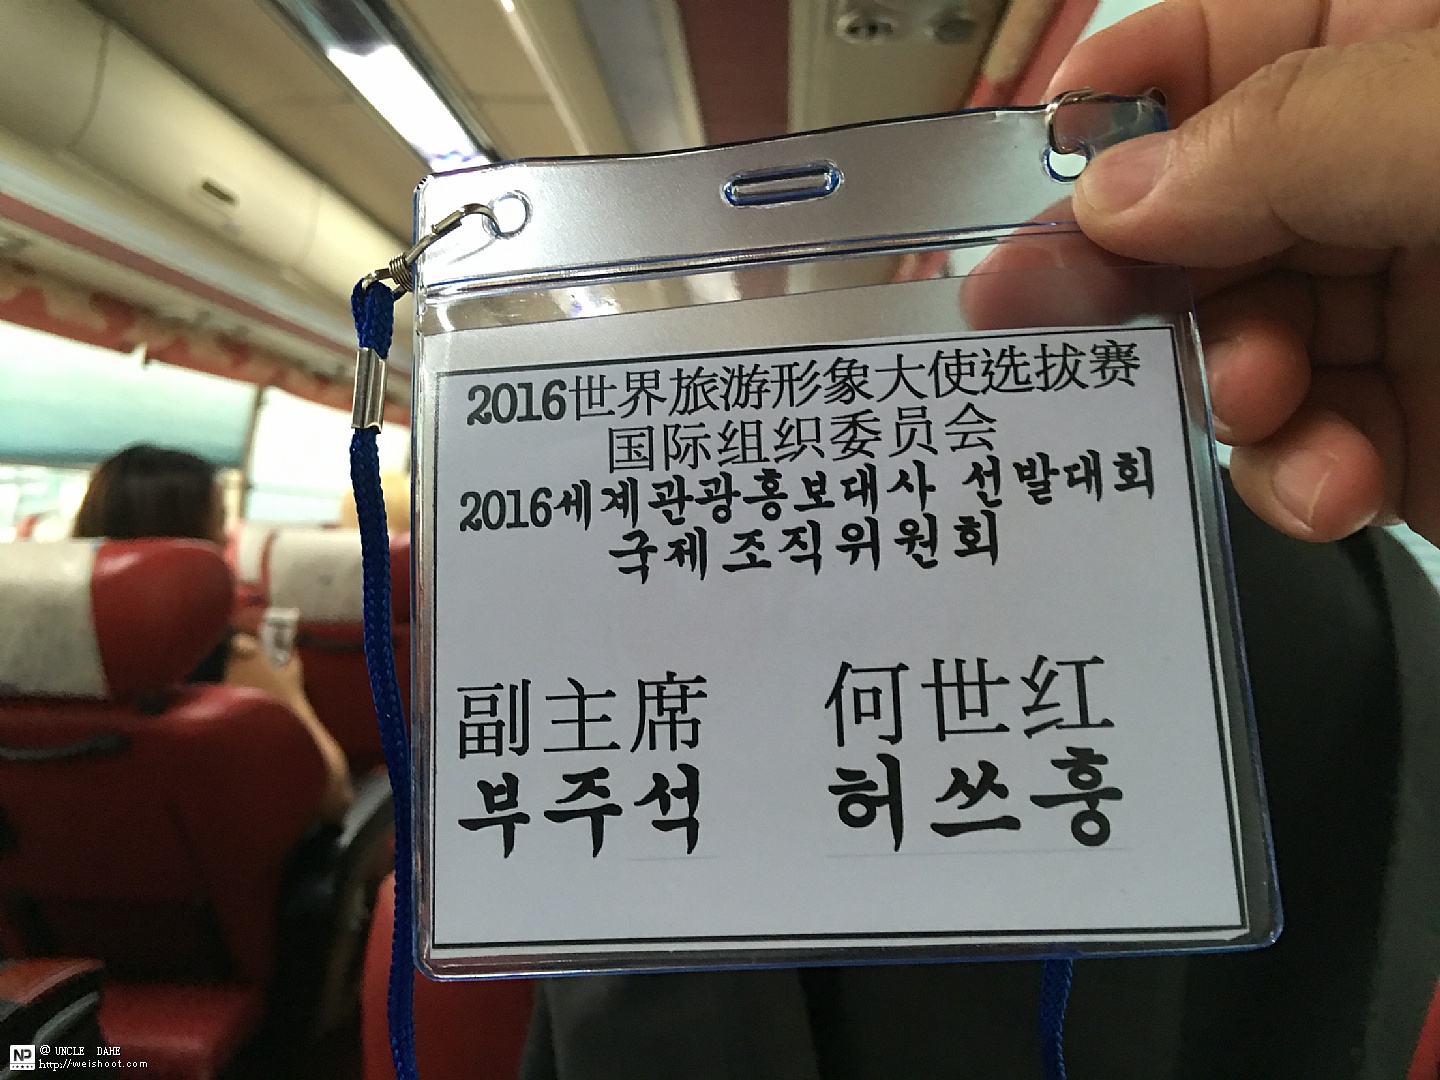 2016世界旅游形象大使选拔赛
国际组织委员会
2016세계관광홍보대사 선발대회
국제조직위원회
副主席 何世红
부주석 허쓰훙
NP @UNCLE DAHE
http://weishoot.com